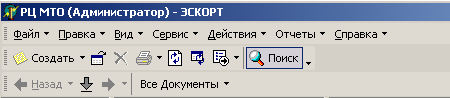 РЦ МТО (Администратор) - ЭСКОРТ
Файл Правка Вид Сервис Действия Отчеты Справка
Создать Поиск
Назад Все Документы